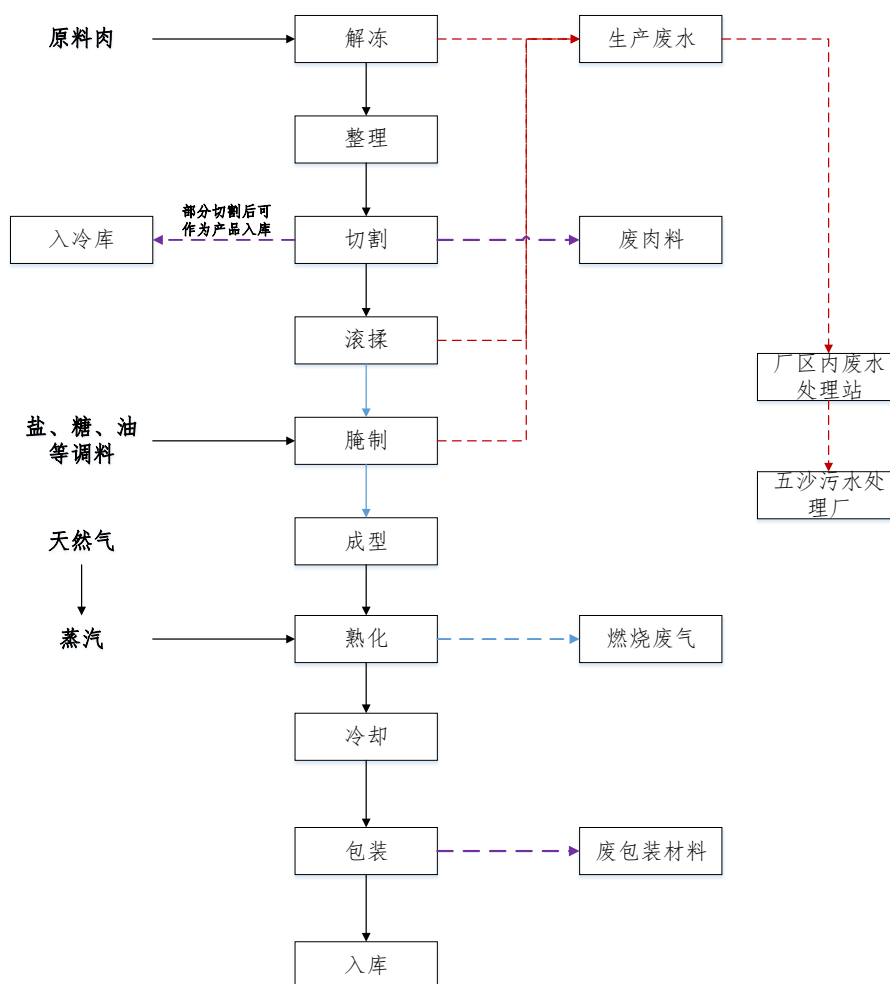 原料肉
解冻
生产废水
整理
部分切割后可
作为产品入库
入冷库
切割
废肉料
滚揉
厂区内废水
处理站
盐、糖、油
等调料
腌制
五沙污水处
理厂
天然气
成型
蒸汽
熟化
燃烧废气
冷却
包装
废包装材料
入库